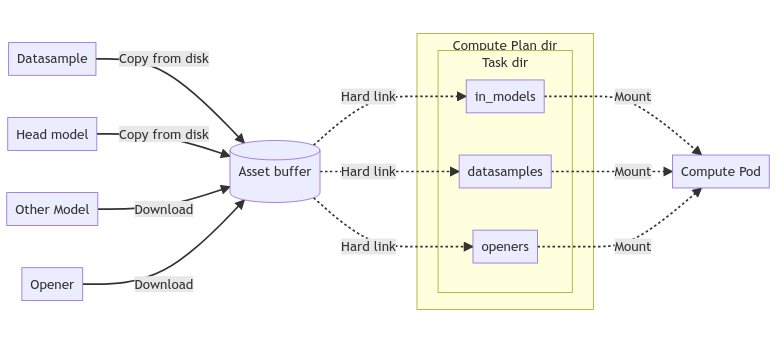 Compute Plan dir
Task dir
Datasample
Copy from disk
Hard link
in_models
Mount
Head model
Copy from disk
Asset buffer
Hard link
datasamples
Mount
Compute Pod
Other Model
Download
Hard link
openers
Mount
Opener
Download